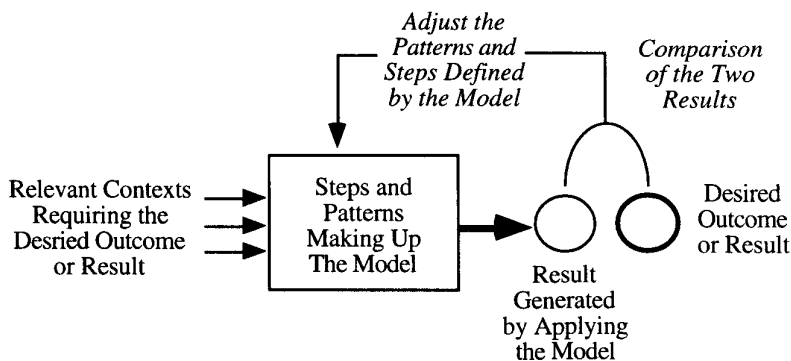 Adjust the
Patterns and
Steps Defined
by the Model
Comparison
of the Two
Results
Relevant Contexts
Requiring the
Desried Outcome
or Result
Steps and
Patterns
Making Up
The Model
Result
Generated
by Applying
the Model
Desired
Outcome
or Result